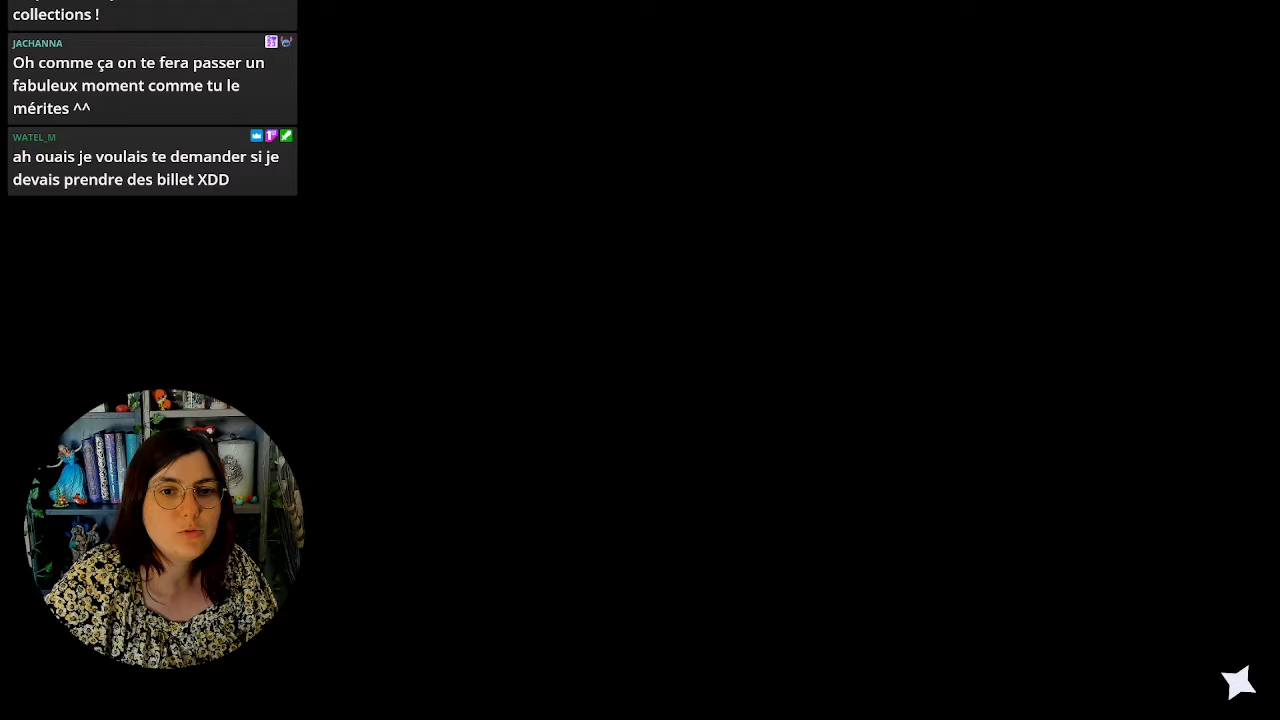 collections !
JACHANNA
Oh comme ça on te fera passer un
fabuleux moment comme tu le
mérites ^^
WATEL_M
ah ouais je voulais te demander si je
devais prendre des billet XDD